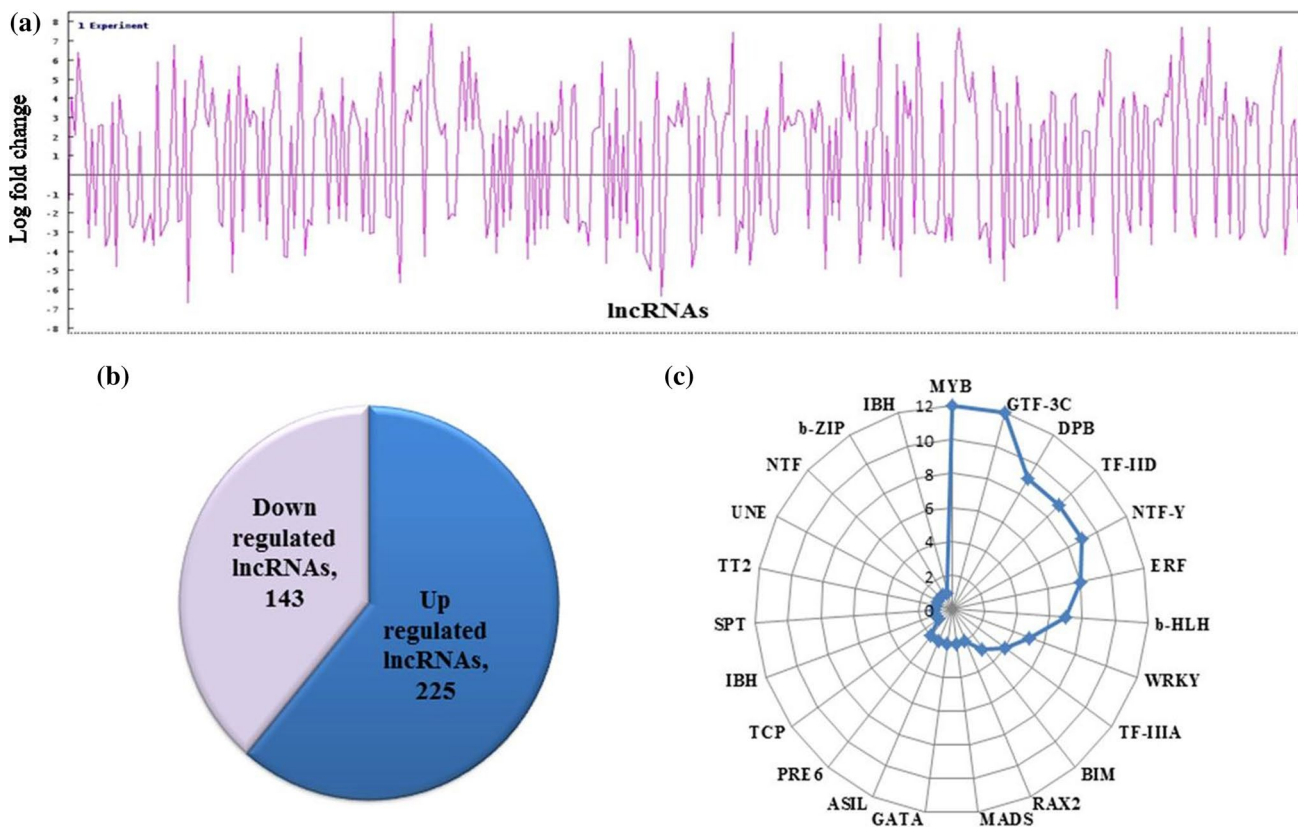 (a)
1 Experiment
Log fold change
8
7
6
5
4
3
2
1
-1
-2
-3
-4
-5
-6
-7
-8
lncRNAs
(b)
Down
regulated
lncRNAs,
143
Up
regulated
lncRNAs,
225
(c)
MYB
GTF-3C
DPB
TF-IID
NTF-Y
ERF
b-HLH
WRKY
TF-IIIA
BIM
RAX2
MADS
GATA
ASIL
PRE6
TCP
IBH
SPT
TT2
UNE
NTF
b-ZIP
IBH
12
10
8
6
4
2
0